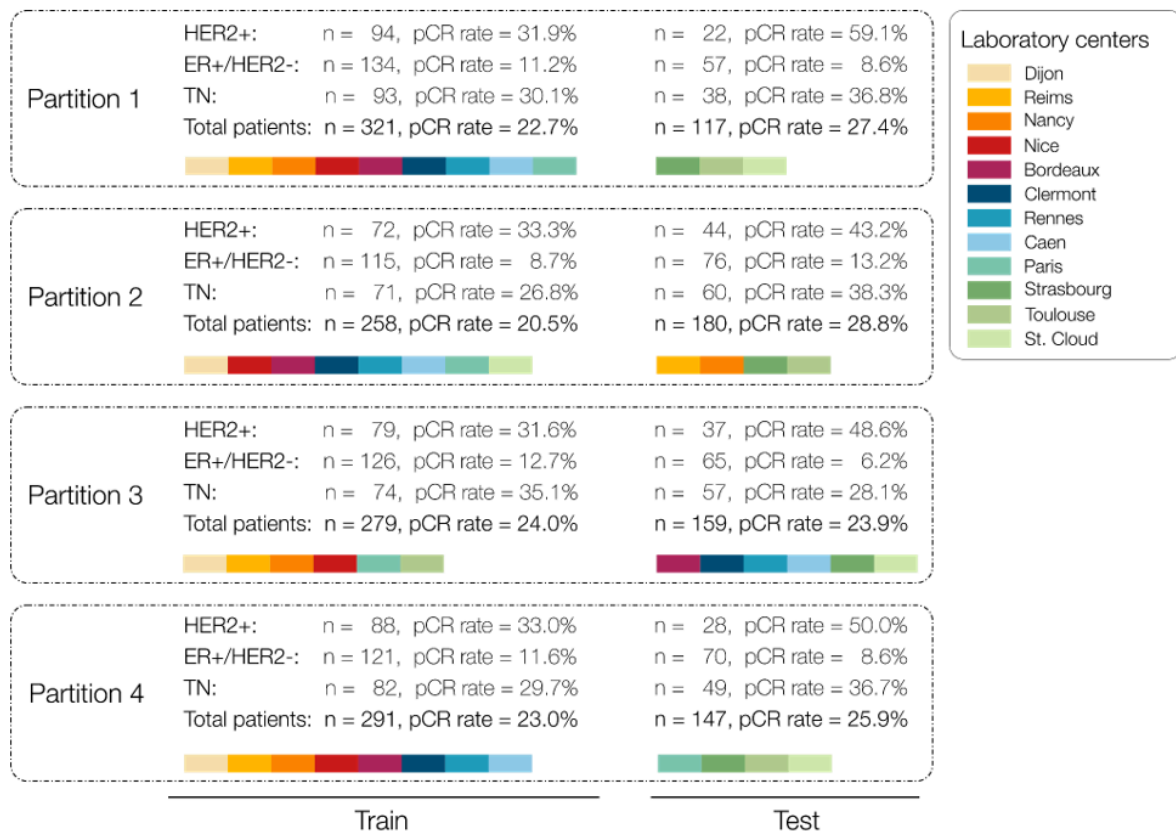 Partition 1
HER2+: n = 94, pCR rate = 31.9% n = 22, pCR rate = 59.1%
ER+/HER2-: n = 134, pCR rate = 11.2% n = 57, pCR rate = 8.6%
TN: n = 93, pCR rate = 30.1% n = 38, pCR rate = 36.8%
Total patients: n = 321, pCR rate = 22.7% n = 117, pCR rate = 27.4%
Partition 2
HER2+: n = 72, pCR rate = 33.3% n = 44, pCR rate = 43.2%
ER+/HER2-: n = 115, pCR rate = 8.7% n = 76, pCR rate = 13.2%
TN: n = 71, pCR rate = 26.8% n = 60, pCR rate = 38.3%
Total patients: n = 258, pCR rate = 20.5% n = 180, pCR rate = 28.8%
Partition 3
HER2+: n = 79, pCR rate = 31.6% n = 37, pCR rate = 48.6%
ER+/HER2-: n = 126, pCR rate = 12.7% n = 65, pCR rate = 6.2%
TN: n = 74, pCR rate = 35.1% n = 57, pCR rate = 28.1%
Total patients: n = 279, pCR rate = 24.0% n = 159, pCR rate = 23.9%
Partition 4
HER2+: n = 88, pCR rate = 33.0% n = 28, pCR rate = 50.0%
ER+/HER2-: n = 121, pCR rate = 11.6% n = 70, pCR rate = 8.6%
TN: n = 82, pCR rate = 29.7% n = 49, pCR rate = 36.7%
Total patients: n = 291, pCR rate = 23.0% n = 147, pCR rate = 25.9%
Train Test
Laboratory centers
Dijon
Reims
Nancy
Nice
Bordeaux
Clermont
Rennes
Caen
Paris
Strasbourg
Toulouse
St. Cloud